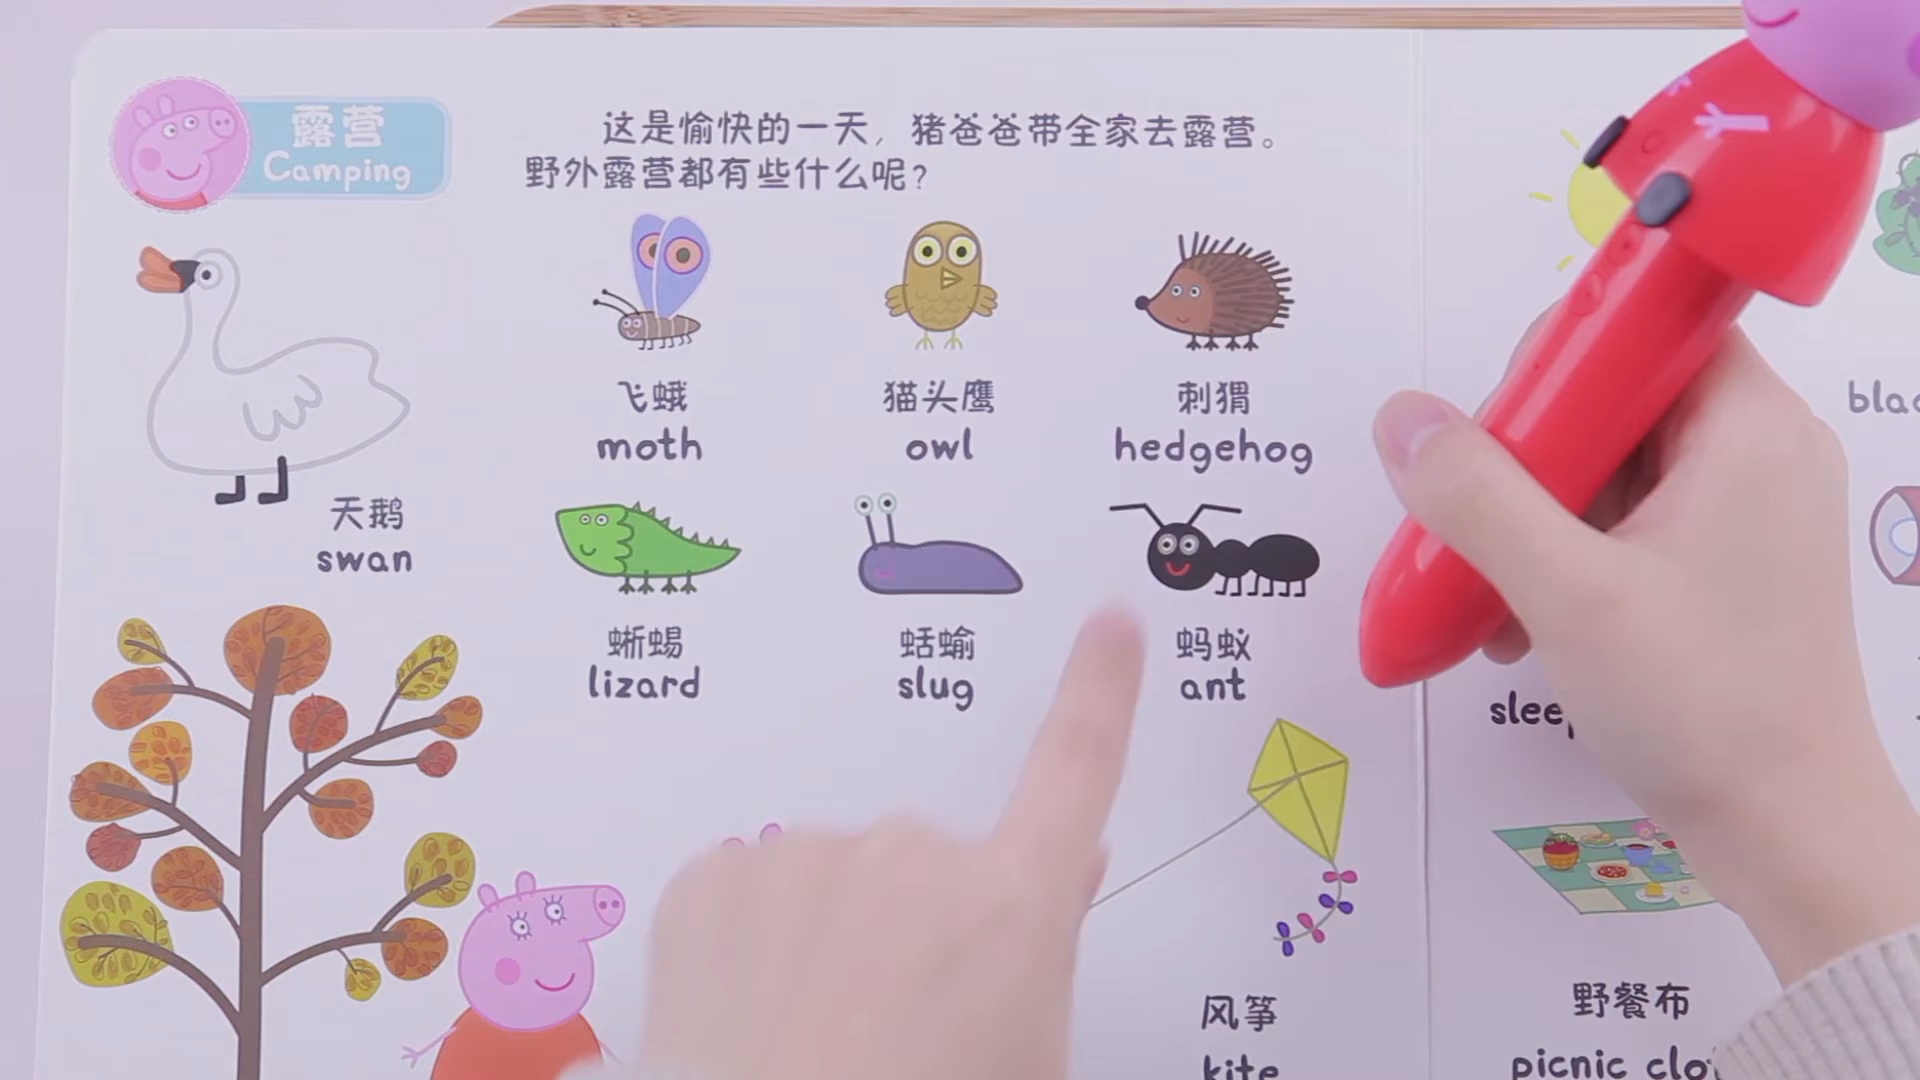 露营
Camping
这是愉快的一天，猪爸爸带全家去露营。
野外露营都有些什么呢？
天鹅
swan
飞蛾
moth
猫头鹰
owl
刺猬
hedgehog
蜥蜴
lizard
蛞蝓
slug
蚂蚁
ant
风筝
kite
野餐布
picnic